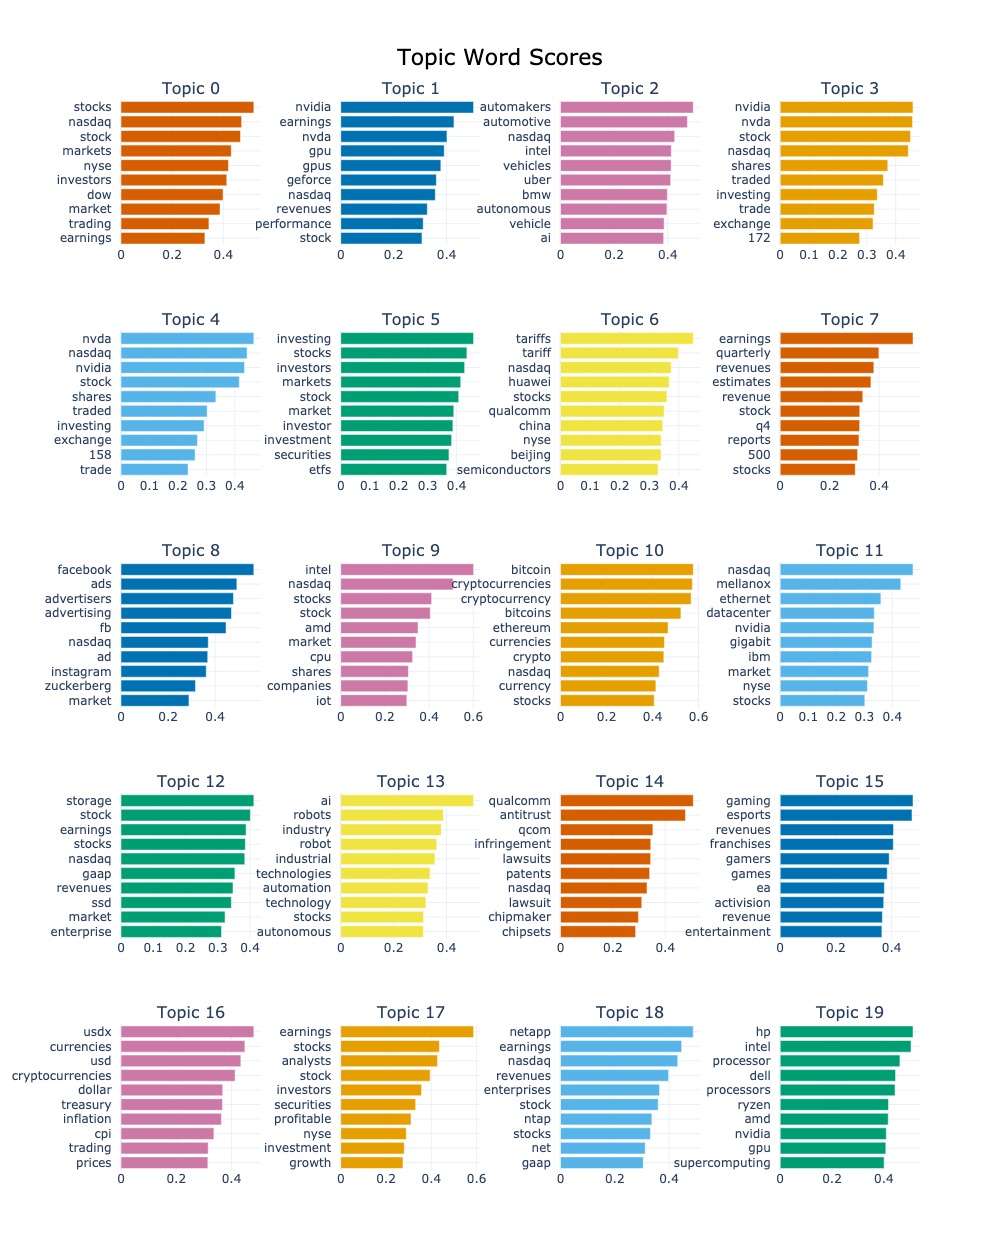 Topic Word Scores
Topic 0
stocks
nasdaq
stock
markets
nyse
investors
dow
market
trading
earnings
0 0.2 0.4
Topic 1
nvidia
earnings
nvda
gpu
gpus
geforce
nasdaq
revenues
performance
stock
0 0.2 0.4
Topic 2
automakers
automotive
nasdaq
intel
vehicles
uber
bmw
autonomous
vehicle
ai
0 0.2 0.4
Topic 3
nvidia
nvda
stock
nasdaq
shares
traded
investing
trade
exchange
172
0 0.1 0.2 0.3 0.4
Topic 4
nvda
nasdaq
nvidia
stock
shares
traded
investing
exchange
158
trade
0 0.1 0.2 0.3 0.4
Topic 5
investing
stocks
investors
markets
stock
market
investor
investment
securities
etfs
0 0.1 0.2 0.3 0.4
Topic 6
tariffs
tariff
nasdaq
huawei
stocks
qualcomm
china
nyse
beijing
semiconductors
0 0.1 0.2 0.3 0.4
Topic 7
earnings
quarterly
revenues
estimates
revenue
stock
q4
reports
500
stocks
0 0.2 0.4
Topic 8
facebook
ads
advertisers
advertising
fb
nasdaq
ad
instagram
zuckerberg
market
0 0.2 0.4
Topic 9
intel
nasdaq
stocks
stock
amd
market
cpu
shares
companies
iot
0 0.2 0.4 0.6
Topic 10
bitcoin
cryptocurrencies
cryptocurrency
bitcoins
ethereum
currencies
crypto
nasdaq
currency
stocks
0 0.2 0.4 0.6
Topic 11
nasdaq
mellanox
ethernet
datacenter
nvidia
gigabit
ibm
market
nyse
stocks
0 0.1 0.2 0.3 0.4
Topic 12
storage
stock
earnings
stocks
nasdaq
gaap
revenues
ssd
market
enterprise
0 0.1 0.2 0.3 0.4
Topic 13
ai
robots
industry
robot
industrial
technologies
automation
technology
stocks
autonomous
0 0.2 0.4
Topic 14
qualcomm
antitrust
qcom
infringement
lawsuits
patents
nasdaq
lawsuit
chipmaker
chipsets
0 0.2 0.4
Topic 15
gaming
esports
revenues
franchises
gamers
games
ea
activision
revenue
entertainment
0 0.2 0.4
Topic 16
usdx
currencies
usd
cryptocurrencies
dollar
treasury
inflation
cpi
trading
prices
0 0.2 0.4
Topic 17
earnings
stocks
analysts
stock
investors
securities
profitable
nyse
investment
growth
0 0.2 0.4 0.6
Topic 18
netapp
earnings
nasdaq
revenues
enterprises
stock
ntap
stocks
net
gaap
0 0.2 0.4
Topic 19
hp
intel
processor
dell
processors
ryzen
amd
nvidia
gpu
supercomputing
0 0.2 0.4